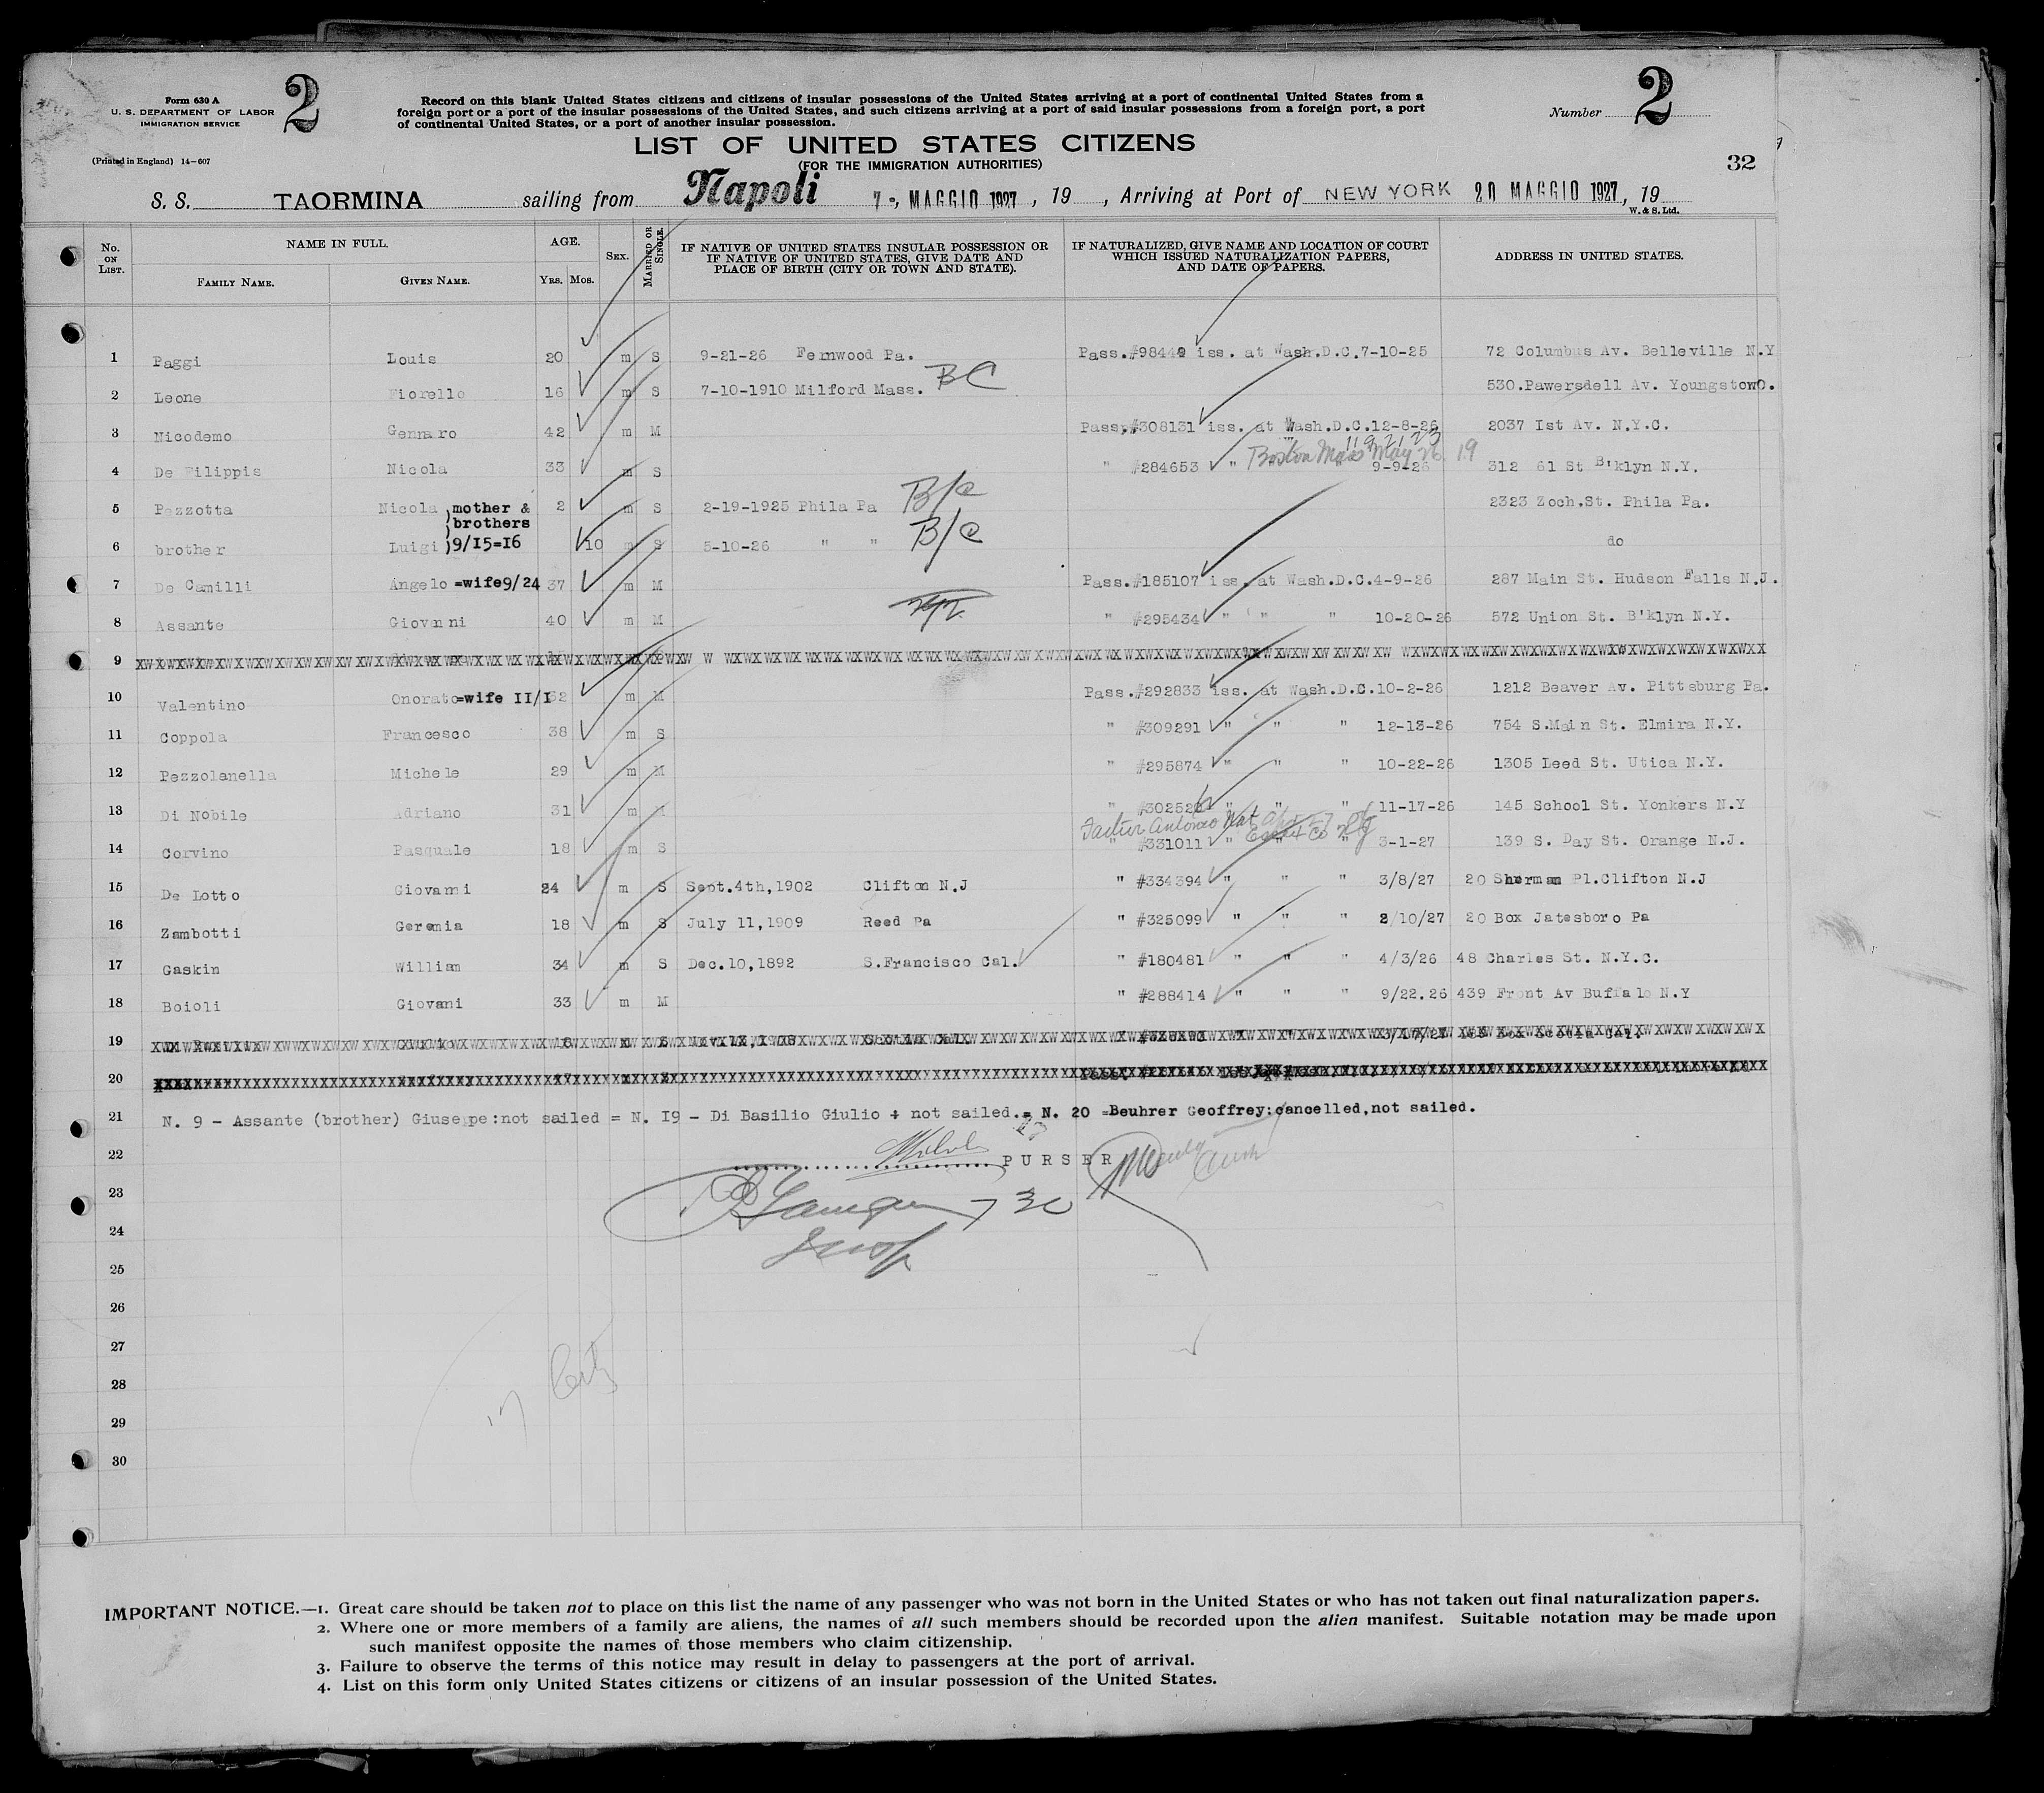 Form 630 A
U. S. DEPARTMENT OF LABOR
IMMIGRATION SERVICE
(Printed in England) 14-607
2
Record on this blank United States citizens and citizens of insular possessions of the United States arriving at a port of continental United States from a
foreign port or a port of the insular possessions of the United States, and such citizens arriving at a port of said insular possessions from a foreign port, a port
of continental United States, or a port of another insular possession.
Number 2
LIST OF UNITED STATES CITIZENS
(FOR THE IMMIGRATION AUTHORITIES)
32
S. S. TAORMINA sailing from Napoli 7 MAGGIO 1927, 19 , Arriving at Port of NEW YORK 20 MAGGIO 1927, 19
W. & S. Ltd.
No. ON LIST. NAME IN FULL. FAMILY NAME. GIVEN NAME. AGE. YRS. MOS. SEX. MARRIED OR SINGLE. IF NATIVE OF UNITED STATES INSULAR POSSESSION OR IF NATIVE OF UNITED STATES, GIVE DATE AND PLACE OF BIRTH (CITY OR TOWN AND STATE). IF NATURALIZED, GIVE NAME AND LOCATION OF COURT WHICH ISSUED NATURALIZATION PAPERS, AND DATE OF PAPERS. ADDRESS IN UNITED STATES.
1 Paggi Louis 20 m S 9-21-26 Fernwood Pa. Pass. iss. at Wash.D.C.7-10-25 72 Columbus Av. Belleville N.Y
2 Leone Fiorello 16 m S 7-10-1910 Milford Mass. BC 530.Pawersdell Av. Youngstown.
3 Nicodemo Gennaro 42 m M Pass.#308131 iss. at Wash.D.C.12-8-26 2037 Ist Av. N.Y.C.
Boston Mass May 26, 19
4 De Filippis Nicola 33 m S " #284653 " " " 9-9-26 312 61 St B'klyn N.Y.
5 Pezzotta Nicola mother & brothers 2 m S 2-19-1925 Phila Pa B/C 2323 Zoch.St. Phila Pa.
6 brother Luigi 9/15=16 10 m S 5-10-26 " " B/C do
7 De Camilli Angelo =wife9/24 37 m M Pass.#185107 iss. at Wash.D.C.4-9-26 287 Main St. Hudson Falls N.J.
8 Assante Giovanni 40 m M " #295434 " " " 10-20-26 572 Union St. B'klyn N.Y.
9
10 Valentino Onorato=wife II/I 32 m M Pass.#292833 iss. at Wash.D.C.10-2-26 1212 Beaver Av. Pittsburg Pa.
11 Coppola Francesco 38 m S " #309291 " " " 12-13-26 754 S.Main St. Elmira N.Y.
12 Pezzolanella Michele 29 m M " #295874 " " " 10-22-26 1305 Leed St. Utica N.Y.
13 Di Nobile Adriano 31 m M " " " " 11-17-26 145 School St. Yonkers N.Y
Father Antonio Nat Essex Co NJ
14 Corvino Pasquale 18 m S " #331011 " " " 3-1-27 139 S. Day St. Orange N.J.
15 De Lotto Giovanni 24 m S Sept.4th,1902 Clifton N.J " #334394 " " " 3/8/27 20 Sherman Pl.Clifton N.J
16 Zambotti Geremia 18 m S July 11,1909 Reed Pa " #325099 " " " 2/10/27 20 Box Jatesboro Pa
17 Gaskin William 34 m S Dec.10,1892 S.Francisco Cal. " #180481 " " " 4/3/26 48 Charles St. N.Y.C.
18 Boioli Giovani 33 m M " #288414 " " " 9/22.26 439 Front Av Buffalo N.Y
19
20
21 N. 9 - Assante (brother) Giuseppe:not sailed = N. I9 - Di Basilio Giulio + not sailed.= N. 20 =Beuhrer Geoffrey:cancelled,not sailed.
22 PURSER
23
24
25
26
27
28
29
30
IMPORTANT NOTICE.—1. Great care should be taken not to place on this list the name of any passenger who was not born in the United States or who has not taken out final naturalization papers.
2. Where one or more members of a family are aliens, the names of all such members should be recorded upon the alien manifest. Suitable notation may be made upon
such manifest opposite the names of those members who claim citizenship.
3. Failure to observe the terms of this notice may result in delay to passengers at the port of arrival.
4. List on this form only United States citizens or citizens of an insular possession of the United States.